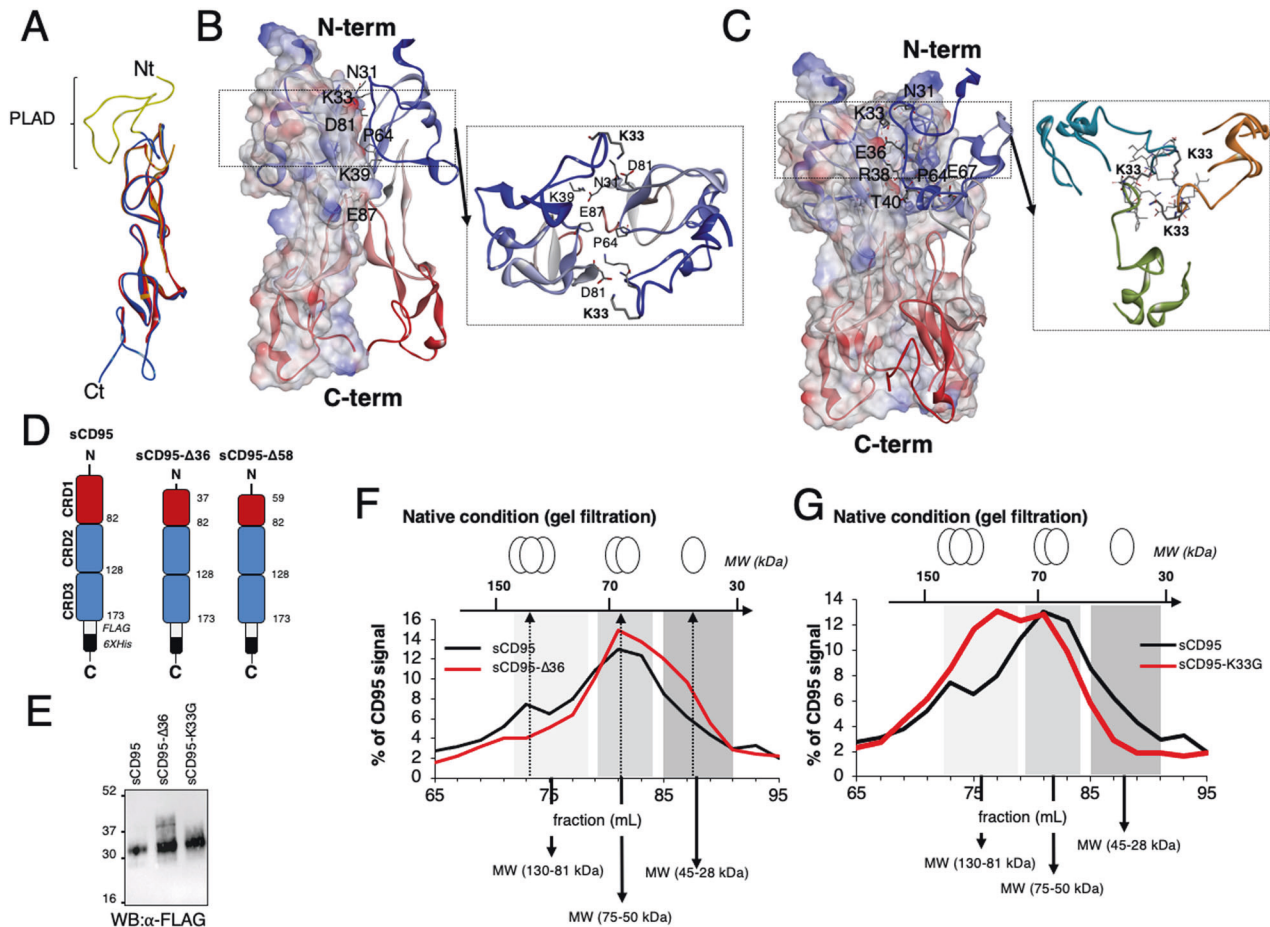 A
Nt
PLAD
Ct
B
N-term
N31
K33
D81
P64
K39
E87
C-term
K33
D81
N31
K39
E87
P64
D81
K33
C
N-term
N31
K33
E36
R38
P64
E67
T40
C-term
K33
K33
K33
D
sCD95
N
CRD1
82
CRD2
128
CRD3
173
FLAG
6XHis
C
sCD95-Δ36
N
37
82
128
173
C
sCD95-Δ58
N
59
82
128
173
C
E
sCD95
sCD95-Δ36
sCD95-K33G
52
37
30
16
WB:α-FLAG
F
Native condition (gel filtration)
MW (kDa)
150
70
30
% of CD95 signal
16
14
12
10
8
6
4
2
0
sCD95
sCD95-Δ36
65
75
85
95
fraction (mL)
MW (130-81 kDa)
MW (45-28 kDa)
MW (75-50 kDa)
G
Native condition (gel filtration)
MW (kDa)
150
70
30
% of CD95 signal
14
12
10
8
6
4
2
0
sCD95
sCD95-K33G
65
75
85
95
fraction (mL)
MW (130-81 kDa)
MW (45-28 kDa)
MW (75-50 kDa)